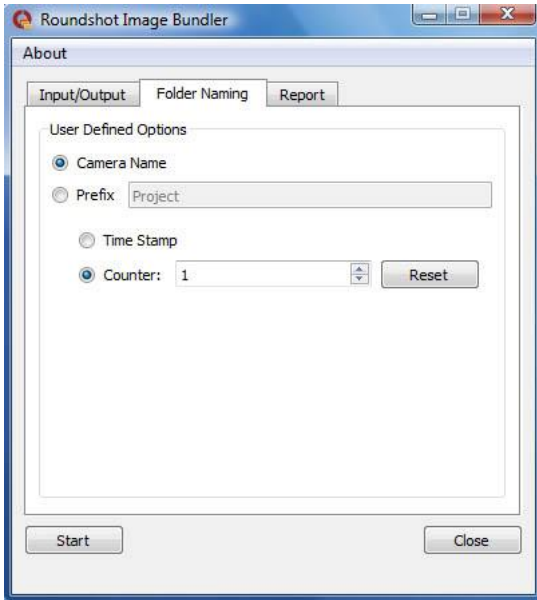 Roundshot Image Bundler
About
Input/Output Folder Naming Report
User Defined Options
Camera Name
Prefix Project
Time Stamp
Counter: 1 Reset
Start Close